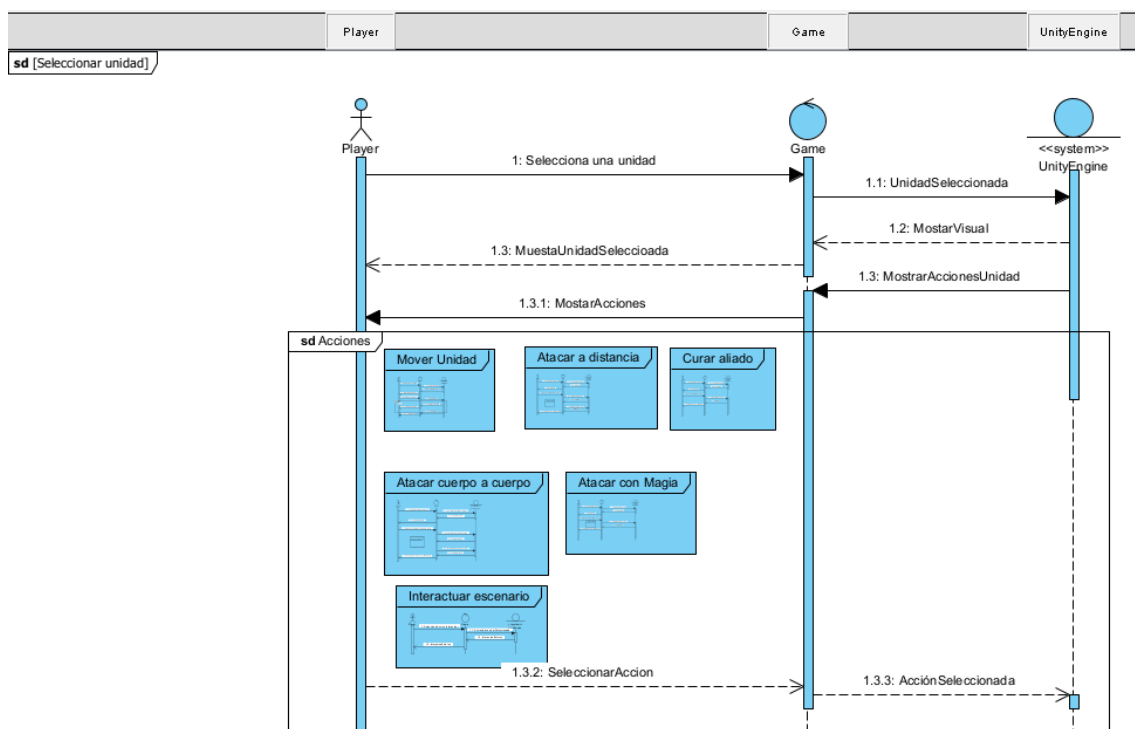 Player
Game
UnityEngine
sd [Seleccionar unidad]
Player
Game
<<system>>
UnityEngine
1: Selecciona una unidad
1.1: UnidadSeleccionada
1.2: MostarVisual
1.3: MuestaUnidadSeleccioada
1.3: MostrarAccionesUnidad
1.3.1: MostarAcciones
sd Acciones
Mover Unidad
Atacar a distancia
Curar aliado
Atacar cuerpo a cuerpo
Atacar con Magia
Interactuar escenario
1.3.2: SeleccionarAccion
1.3.3: AcciónSeleccionada